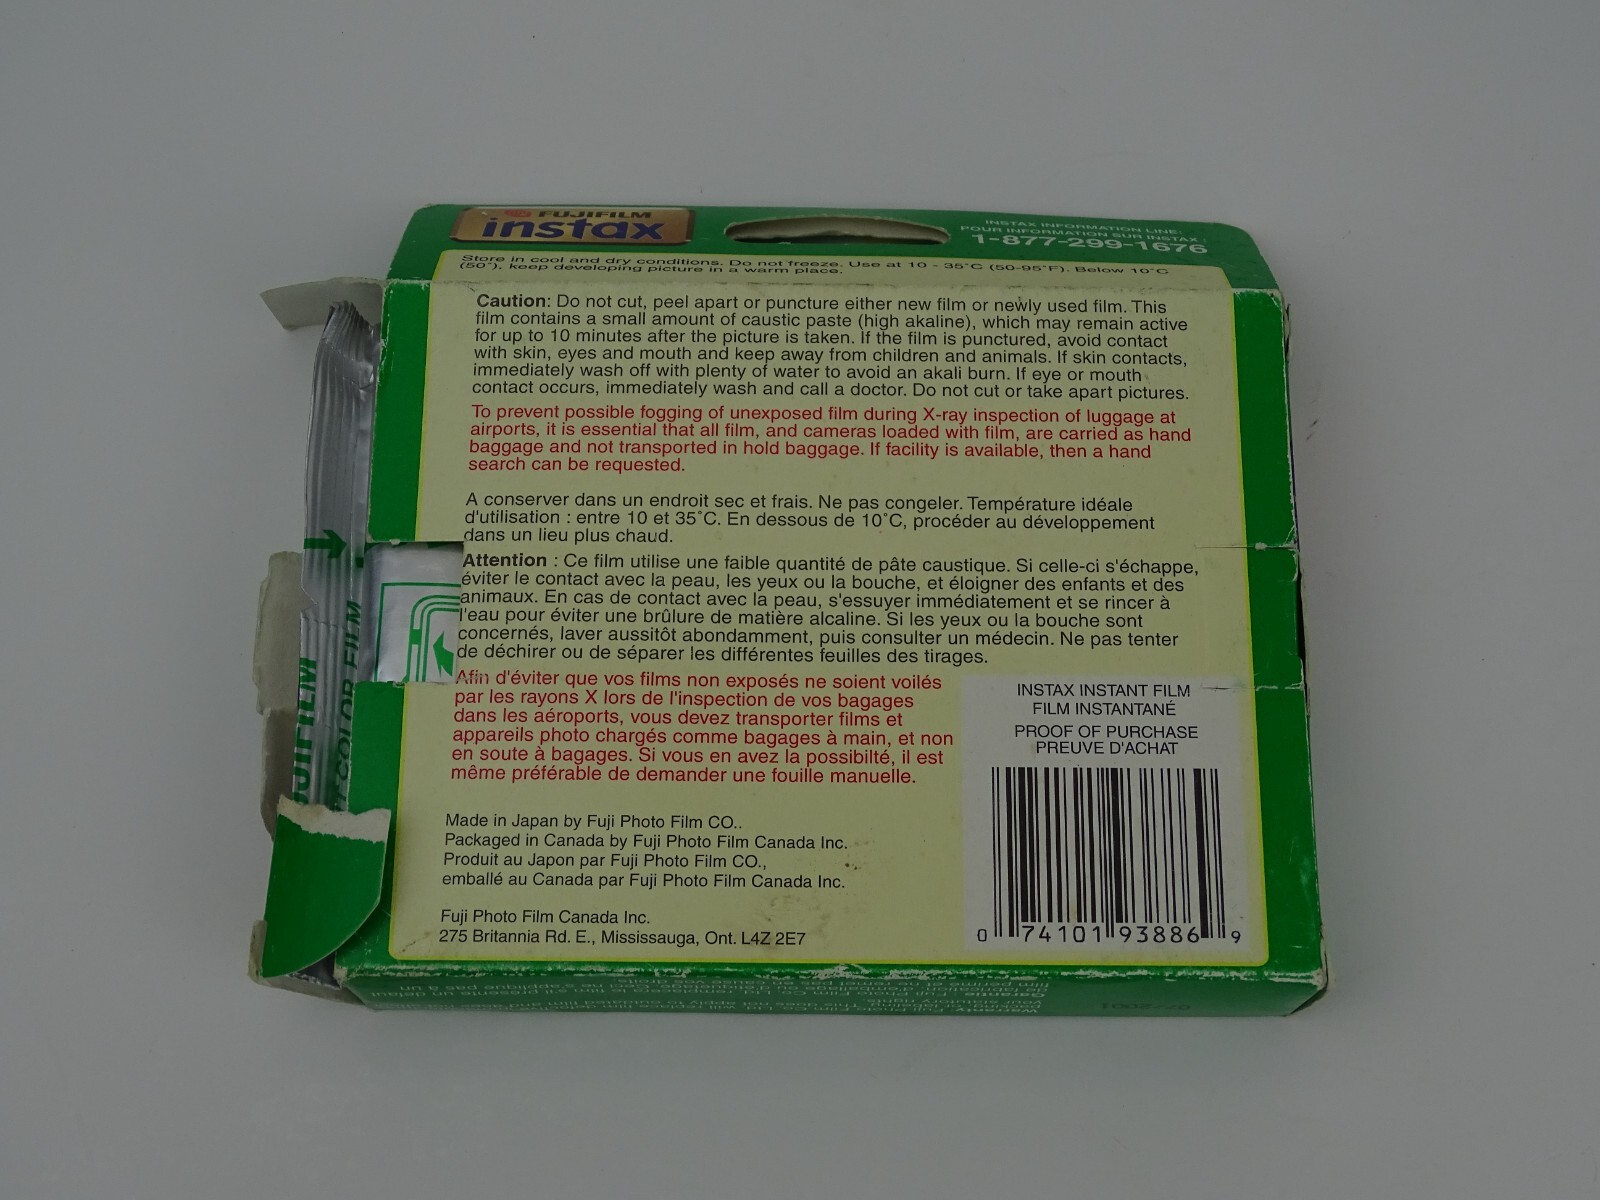 FUJIFILM
instax
INSTAX INFORMATION LINE:
POUR INFORMATION SUR INSTAX :
1-877-299-1676
Store in cool and dry conditions. Do not freeze. Use at 10 - 35°C (50-95°F). Below 10°C
(50°), keep developing picture in a warm place.
Caution: Do not cut, peel apart or puncture either new film or newly used film. This
film contains a small amount of caustic paste (high akaline), which may remain active
for up to 10 minutes after the picture is taken. If the film is punctured, avoid contact
with skin, eyes and mouth and keep away from children and animals. If skin contacts,
immediately wash off with plenty of water to avoid an akali burn. If eye or mouth
contact occurs, immediately wash and call a doctor. Do not cut or take apart pictures.
To prevent possible fogging of unexposed film during X-ray inspection of luggage at
airports, it is essential that all film, and cameras loaded with film, are carried as hand
baggage and not transported in hold baggage. If facility is available, then a hand
search can be requested.
A conserver dans un endroit sec et frais. Ne pas congeler. Température idéale
d'utilisation : entre 10 et 35°C. En dessous de 10°C, procéder au développement
dans un lieu plus chaud.
Attention : Ce film utilise une faible quantité de pâte caustique. Si celle-ci s'échappe,
éviter le contact avec la peau, les yeux ou la bouche, et éloigner des enfants et des
animaux. En cas de contact avec la peau, s'essuyer immédiatement et se rincer à
l'eau pour éviter une brûlure de matière alcaline. Si les yeux ou la bouche sont
concernés, laver aussitôt abondamment, puis consulter un médecin. Ne pas tenter
de déchirer ou de séparer les différentes feuilles des tirages.
Afin d'éviter que vos films non exposés ne soient voilés
par les rayons X lors de l'inspection de vos bagages
dans les aéroports, vous devez transporter films et
appareils photo chargés comme bagages à main, et non
en soute à bagages. Si vous en avez la possibilté, il est
même préférable de demander une fouille manuelle.
INSTAX INSTANT FILM
FILM INSTANTANÉ
PROOF OF PURCHASE
PREUVE D'ACHAT
0 74101 93886 9
Made in Japan by Fuji Photo Film CO..
Packaged in Canada by Fuji Photo Film Canada Inc.
Produit au Japon par Fuji Photo Film CO.,
emballé au Canada par Fuji Photo Film Canada Inc.
Fuji Photo Film Canada Inc.
275 Britannia Rd. E., Mississauga, Ont. L4Z 2E7
COLOR FILM
07-2001